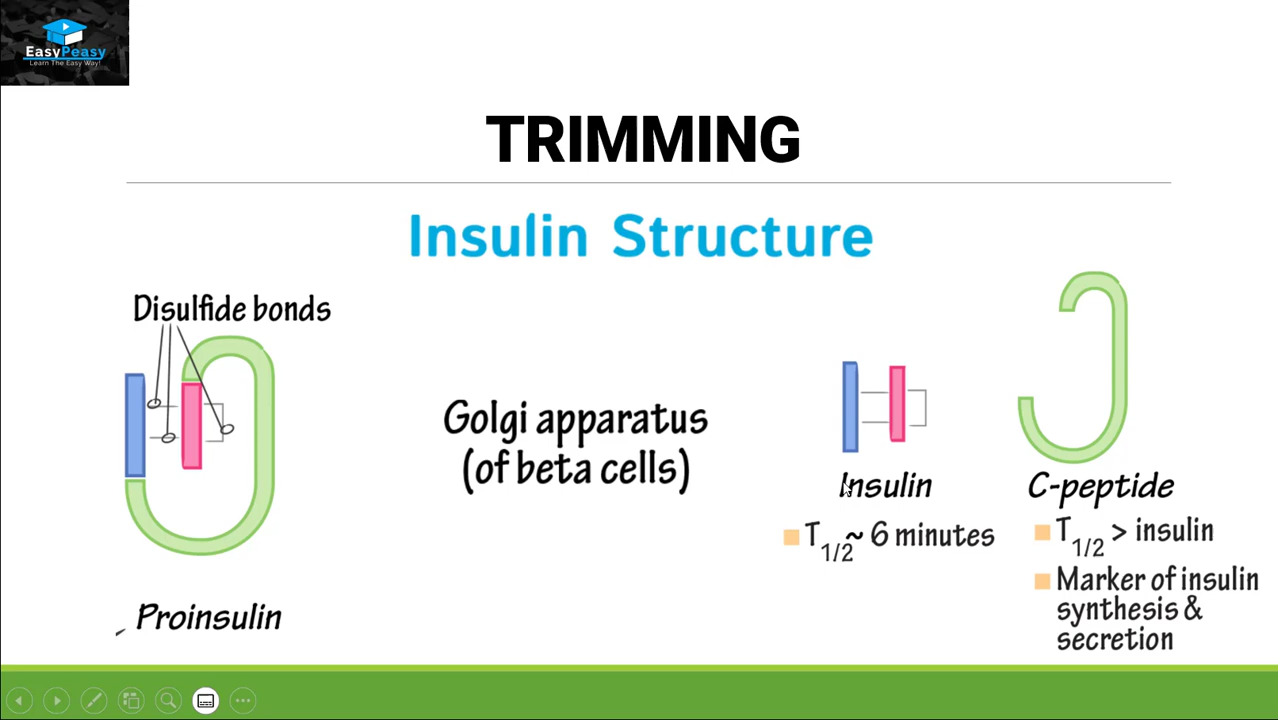 EasyPeasy
Learn The Easy Way!
TRIMMING
Insulin Structure
Disulfide bonds
Golgi apparatus
(of beta cells)
Proinsulin
Insulin
T1/2 ~ 6 minutes
C-peptide
T1/2 > insulin
Marker of insulin
synthesis &
secretion